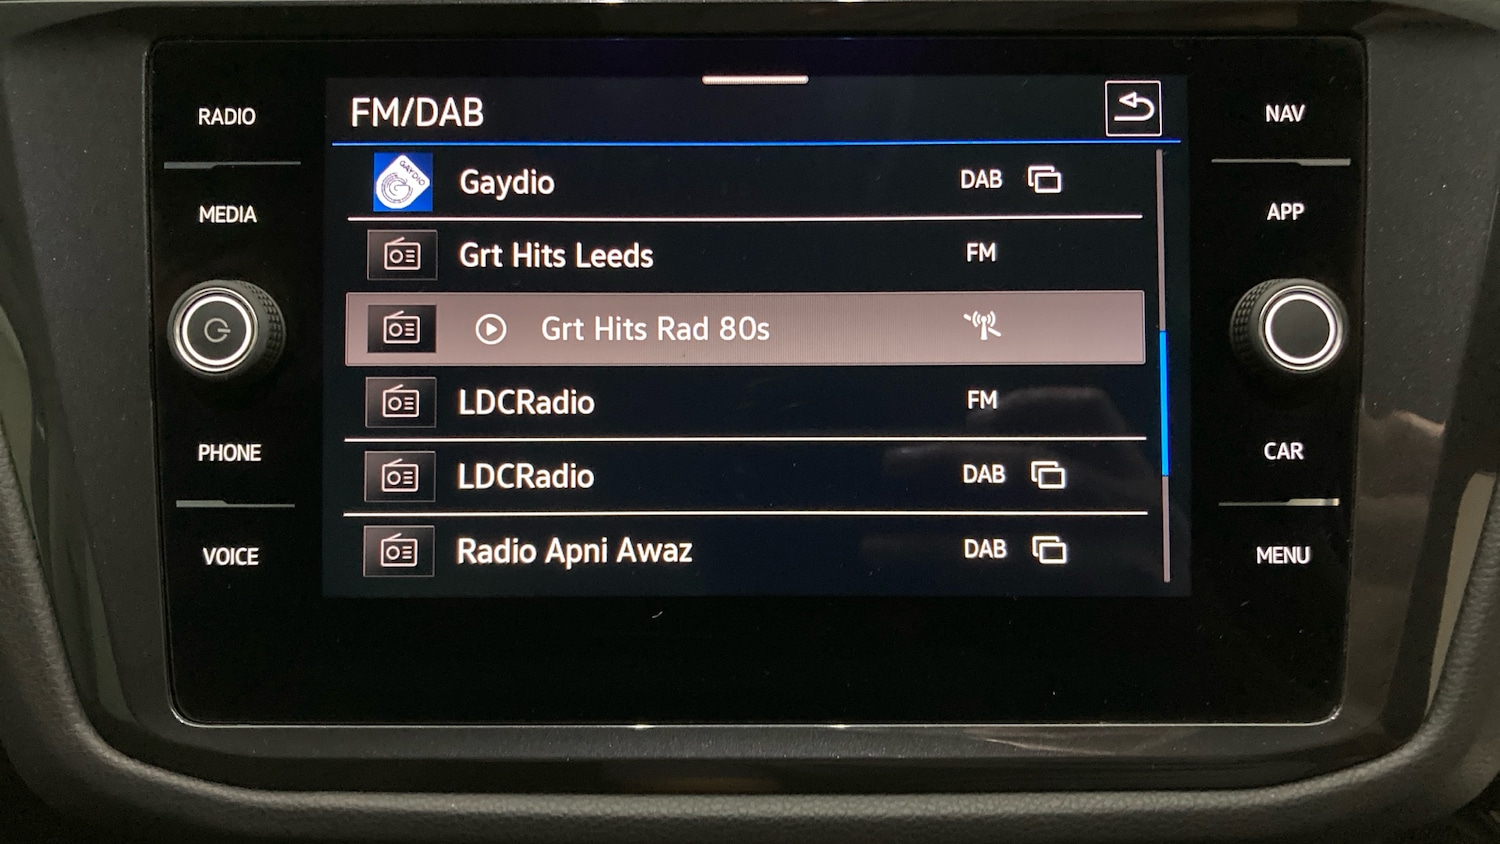 FM/DAB
RADIO
MEDIA
PHONE
VOICE
GAYDIO
Gaydio DAB
Grt Hits Leeds FM
Grt Hits Rad 80s
LDCRadio FM
LDCRadio DAB
Radio Apni Awaz DAB
NAV
APP
CAR
MENU